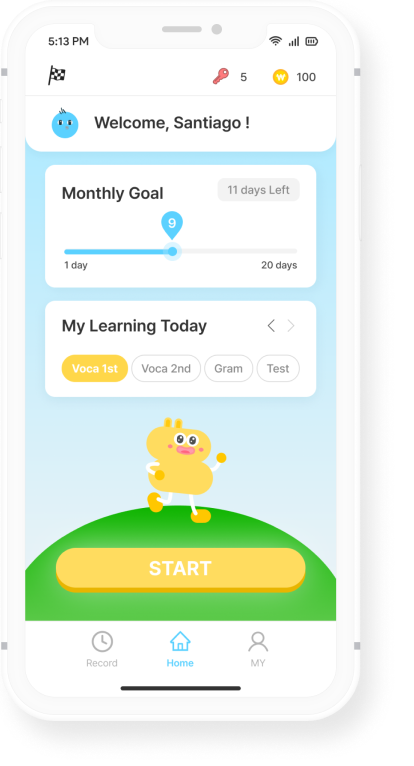 5:13 PM
5
W 100
Welcome, Santiago !
Monthly Goal
11 days Left
9
1 day
20 days
My Learning Today
Voca 1st
Voca 2nd
Gram
Test
START
Record
Home
MY